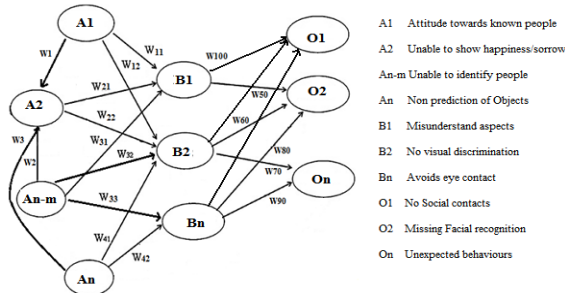 A1
A2
An-m
An
B1
B2
Bn
O1
O2
On
W1
W11
W12
W21
W22
W3
W2
W31
W32
W33
W41
W42
W100
W50
W60
W80
W70
W90
A1 Attitude towards known people
A2 Unable to show happiness/sorrow
An-m Unable to identify people
An Non prediction of Objects
B1 Misunderstand aspects
B2 No visual discrimination
Bn Avoids eye contact
O1 No Social contacts
O2 Missing Facial recognition
On Unexpected behaviours